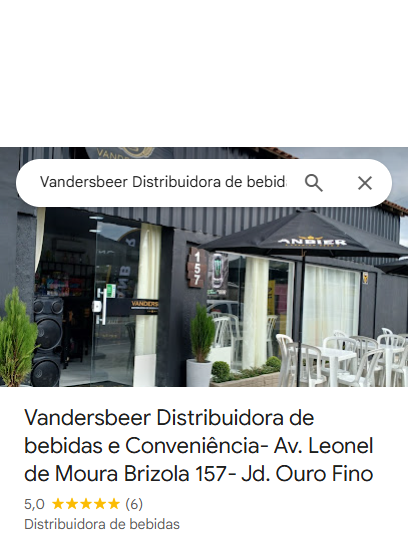 Vandersbeer Distribuidora de bebid
ANBIER
157
VANDERS
Vandersbeer Distribuidora de
bebidas e Conveniência- Av. Leonel
de Moura Brizola 157- Jd. Ouro Fino
5,0 ★★★★★ (6)
Distribuidora de bebidas